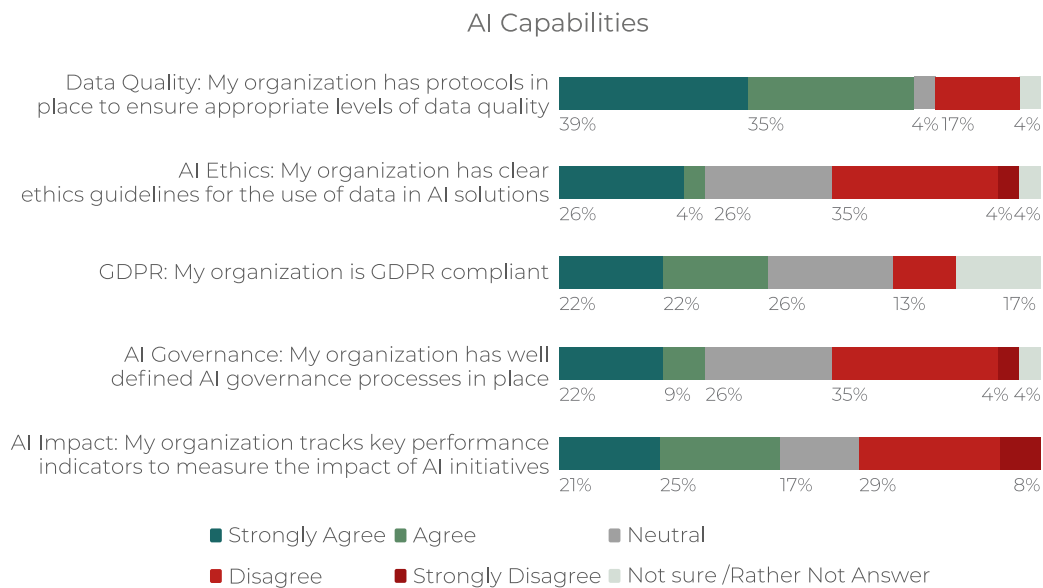 AI Capabilities
Data Quality: My organization has protocols in
place to ensure appropriate levels of data quality
39% 35% 4% 17% 4%
AI Ethics: My organization has clear
ethics guidelines for the use of data in AI solutions
26% 4% 26% 35% 4% 4%
GDPR: My organization is GDPR compliant
22% 22% 26% 13% 17%
AI Governance: My organization has well
defined AI governance processes in place
22% 9% 26% 35% 4% 4%
AI Impact: My organization tracks key performance
indicators to measure the impact of AI initiatives
21% 25% 17% 29% 8%
Strongly Agree Agree Neutral
Disagree Strongly Disagree Not sure /Rather Not Answer